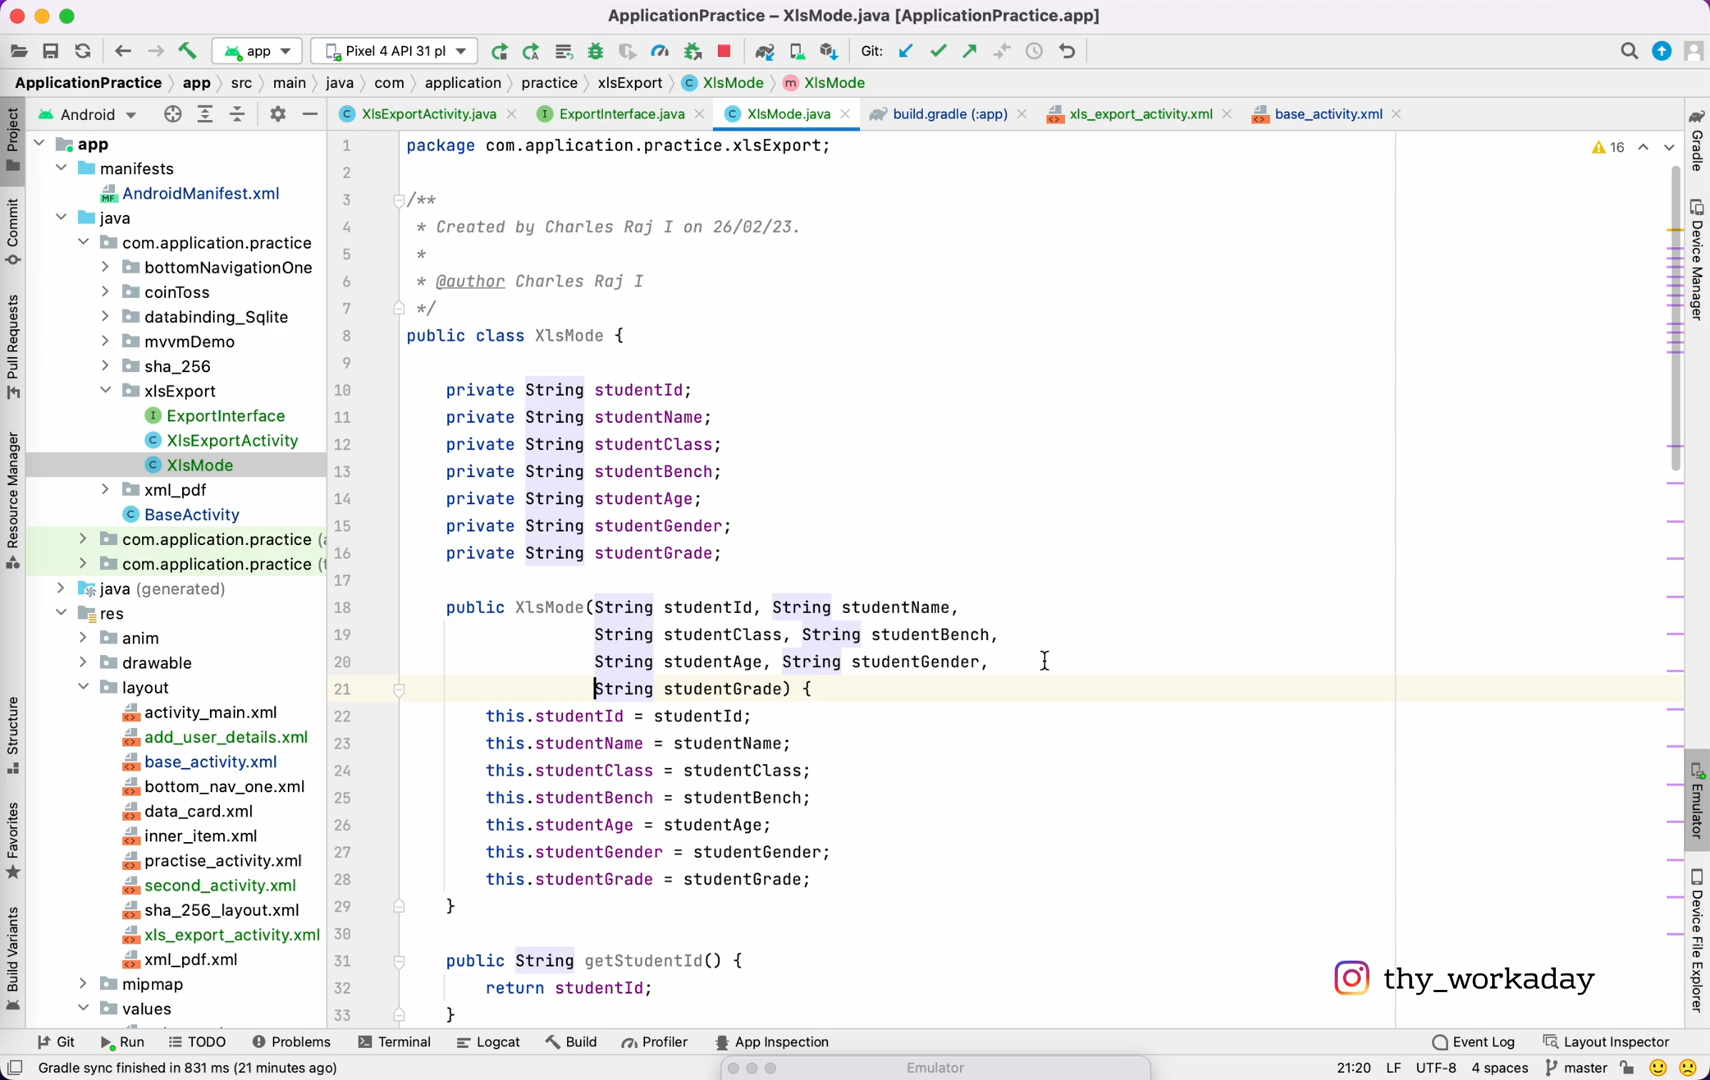 ApplicationPractice – XlsMode.java [ApplicationPractice.app]
app Pixel 4 API 31 pl Git:
ApplicationPractice app src main java com application practice xlsExport C XlsMode m XlsMode
Android C XlsExportActivity.java I ExportInterface.java C XlsMode.java build.gradle (:app) xls_export_activity.xml base_activity.xml
Project
Commit
Pull Requests
Resource Manager
Structure
Favorites
Build Variants
app
manifests
MF AndroidManifest.xml
java
com.application.practice
bottomNavigationOne
coinToss
databinding_Sqlite
mvvmDemo
sha_256
xlsExport
I ExportInterface
C XlsExportActivity
C XlsMode
xml_pdf
C BaseActivity
com.application.practice
com.application.practice
java (generated)
res
anim
drawable
layout
activity_main.xml
add_user_details.xml
base_activity.xml
bottom_nav_one.xml
data_card.xml
inner_item.xml
practise_activity.xml
second_activity.xml
sha_256_layout.xml
xls_export_activity.xml
xml_pdf.xml
mipmap
values
16
1 package com.application.practice.xlsExport;
2
3 /**
4 * Created by Charles Raj I on 26/02/23.
5 *
6 * @author Charles Raj I
7 */
8 public class XlsMode {
9
10 private String studentId;
11 private String studentName;
12 private String studentClass;
13 private String studentBench;
14 private String studentAge;
15 private String studentGender;
16 private String studentGrade;
17
18 public XlsMode(String studentId, String studentName,
19 String studentClass, String studentBench,
20 String studentAge, String studentGender,
21 String studentGrade) {
22 this.studentId = studentId;
23 this.studentName = studentName;
24 this.studentClass = studentClass;
25 this.studentBench = studentBench;
26 this.studentAge = studentAge;
27 this.studentGender = studentGender;
28 this.studentGrade = studentGrade;
29 }
30
31 public String getStudentId() {
32 return studentId;
33 }
thy_workaday
Gradle
Device Manager
Emulator
Device File Explorer
Git Run TODO Problems Terminal Logcat Build Profiler App Inspection Event Log Layout Inspector
Gradle sync finished in 831 ms (21 minutes ago) Emulator 21:20 LF UTF-8 4 spaces master